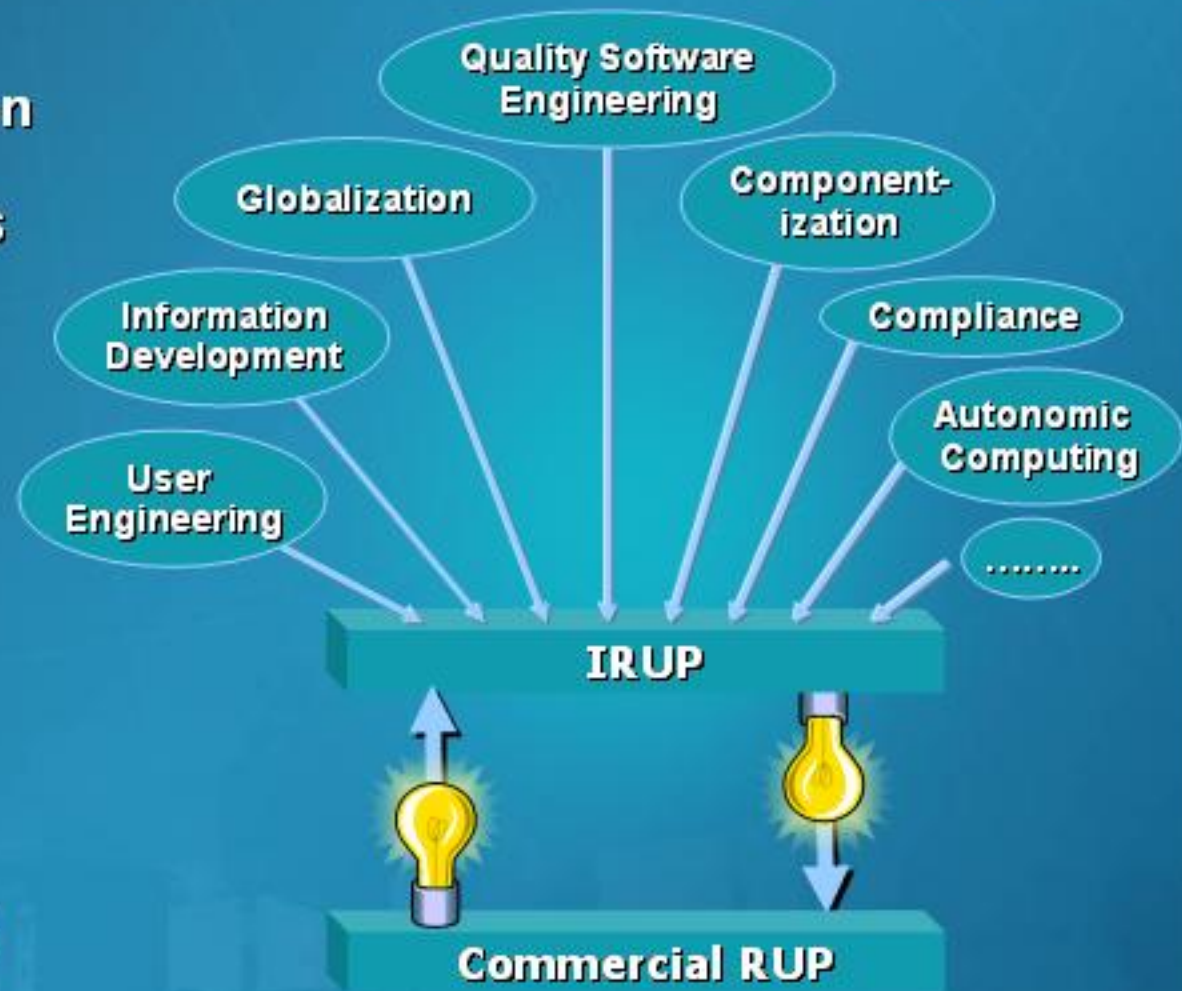 Quality Software
Engineering
Globalization
Component-
ization
Information
Development
Compliance
Autonomic
Computing
User
Engineering
........
IRUP
Commercial RUP